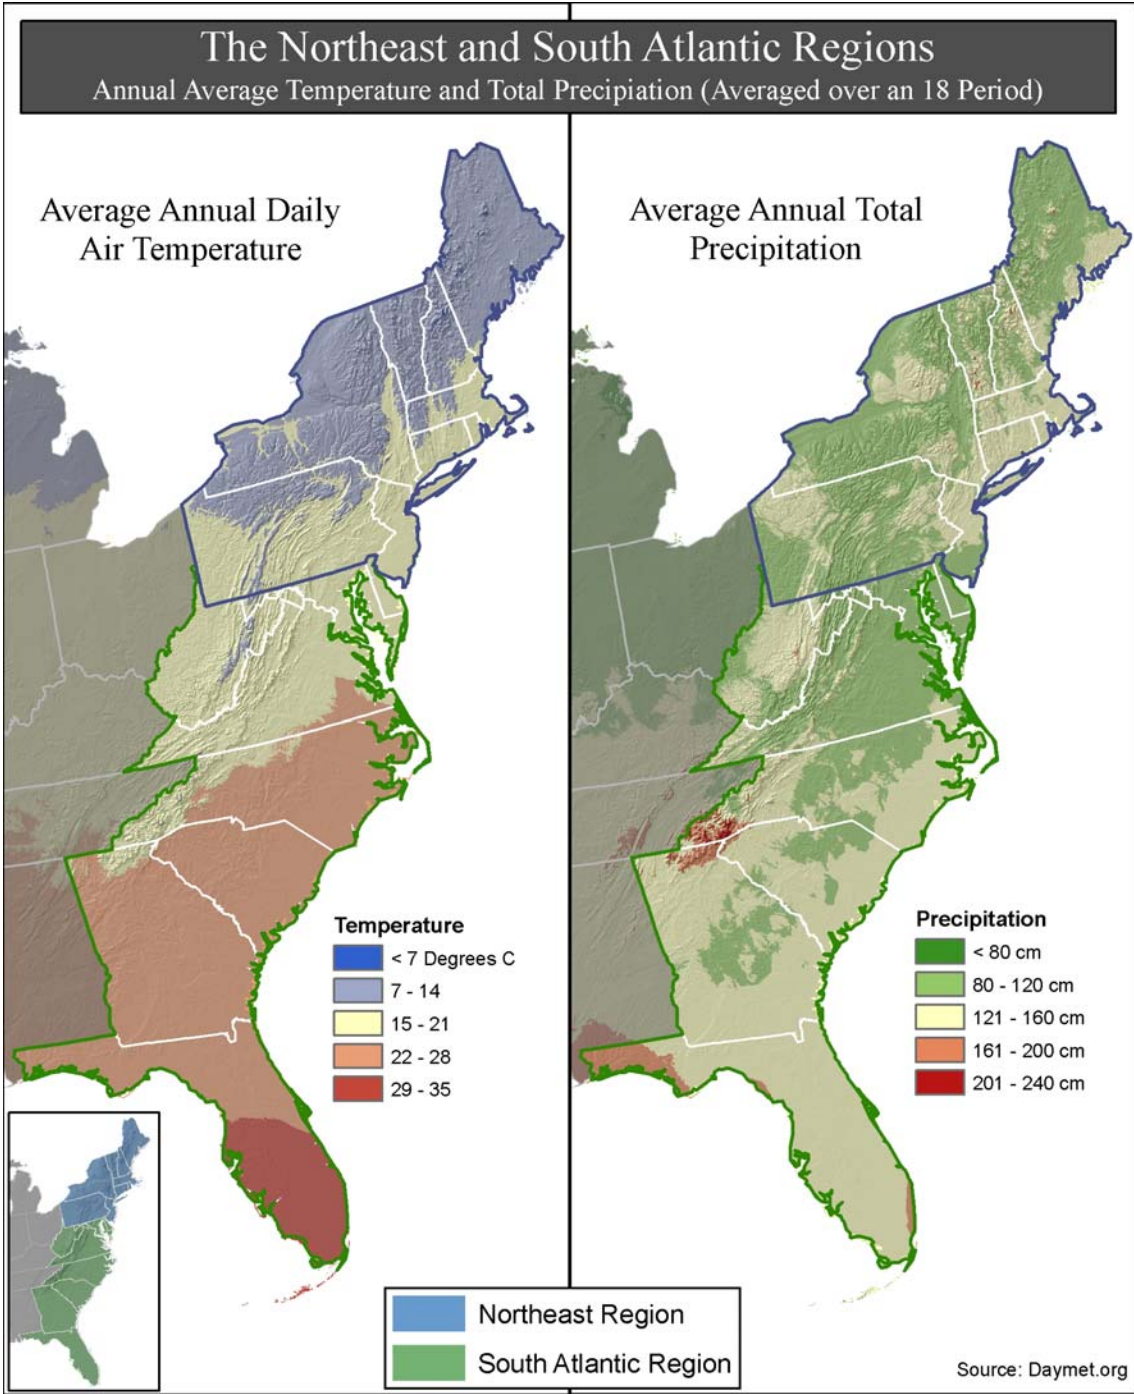 The Northeast and South Atlantic Regions
Annual Average Temperature and Total Precipiation (Averaged over an 18 Period)
Average Annual Daily
Air Temperature
Average Annual Total
Precipitation
Temperature
< 7 Degrees C
7 - 14
15 - 21
22 - 28
29 - 35
Precipitation
< 80 cm
80 - 120 cm
121 - 160 cm
161 - 200 cm
201 - 240 cm
Northeast Region
South Atlantic Region
Source: Daymet.org